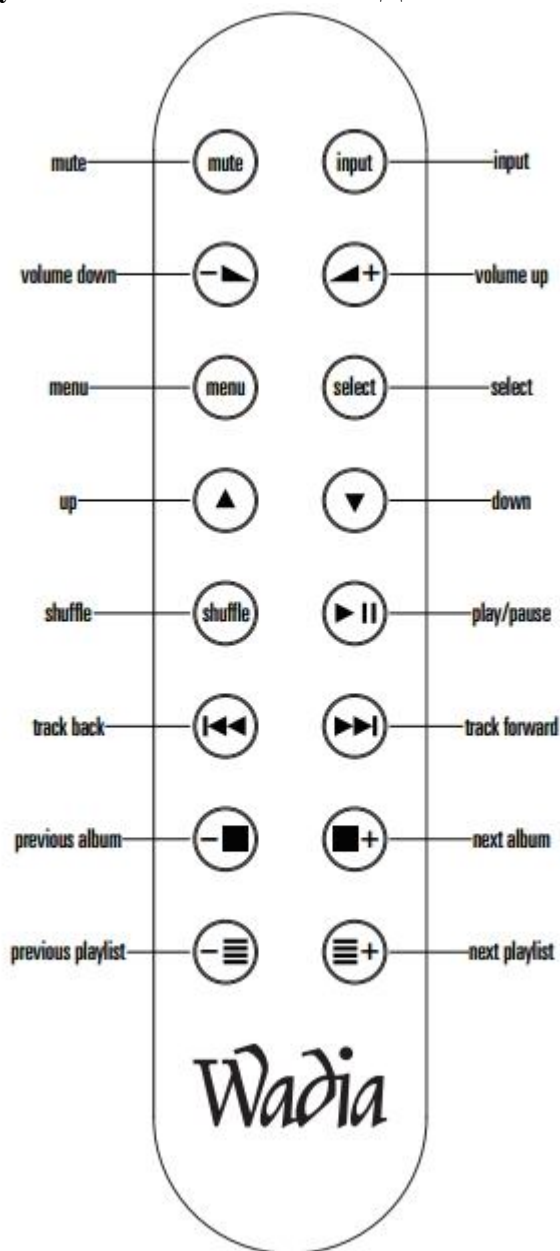 mute mute input input
volume down − + volume up
menu menu select select
up down
shuffle shuffle play/pause
track back track forward
previous album − + next album
previous playlist − + next playlist
Wadia